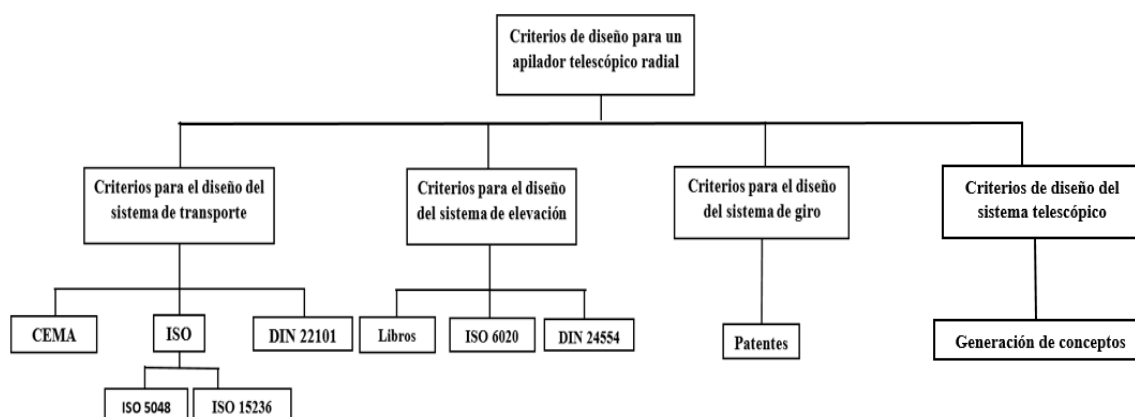 Criterios de diseño para un
apilador telescópico radial
Criterios para el diseño del
sistema de transporte
Criterios para el diseño
del sistema de elevación
Criterios para el diseño
del sistema de giro
Criterios de diseño del
sistema telescópico
CEMA
ISO
DIN 22101
Libros
ISO 6020
DIN 24554
Patentes
Generación de conceptos
ISO 5048
ISO 15236